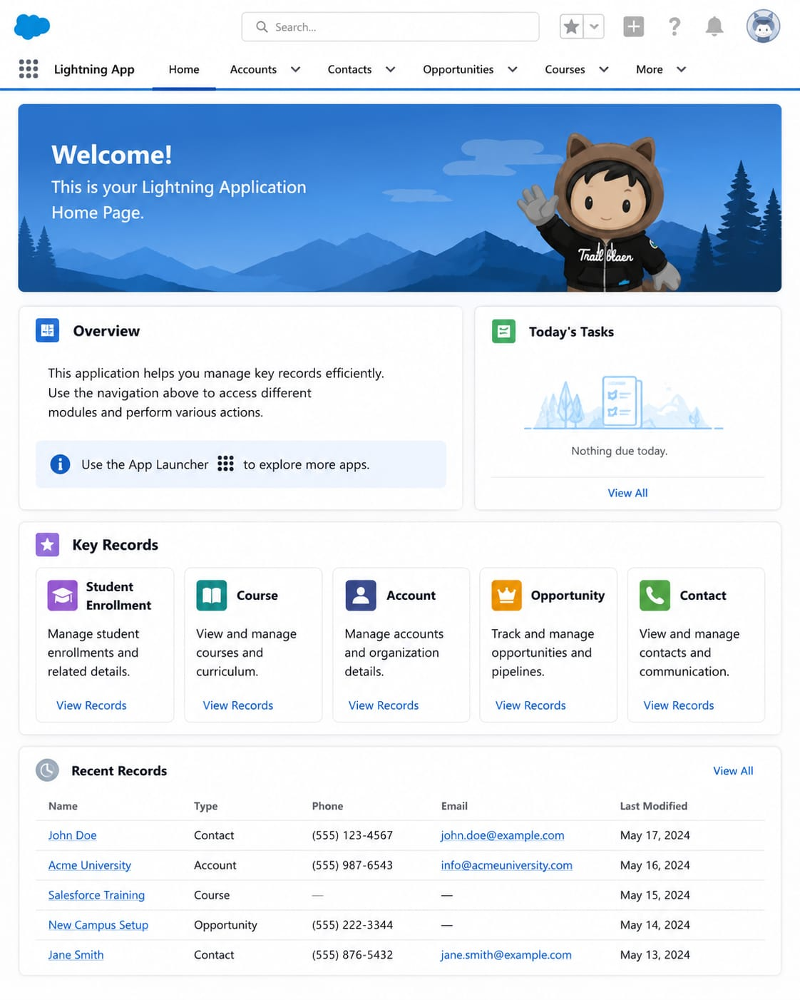 Search...
Lightning App
Home
Accounts
Contacts
Opportunities
Courses
More
Welcome!
This is your Lightning Application
Home Page.
Overview
This application helps you manage key records efficiently.
Use the navigation above to access different
modules and perform various actions.
Use the App Launcher to explore more apps.
Today's Tasks
Nothing due today.
View All
Key Records
Student
Enrollment
Manage student
enrollments and
related details.
View Records
Course
View and manage
courses and
curriculum.
View Records
Account
Manage accounts
and organization
details.
View Records
Opportunity
Track and manage
opportunities and
pipelines.
View Records
Contact
View and manage
contacts and
communication.
View Records
Recent Records
View All
Name Type Phone Email Last Modified
John Doe Contact (555) 123-4567 john.doe@example.com May 17, 2024
Acme University Account (555) 987-6543 info@acmeuniversity.com May 16, 2024
Salesforce Training Course — — May 15, 2024
New Campus Setup Opportunity (555) 222-3344 — May 14, 2024
Jane Smith Contact (555) 876-5432 jane.smith@example.com May 13, 2024